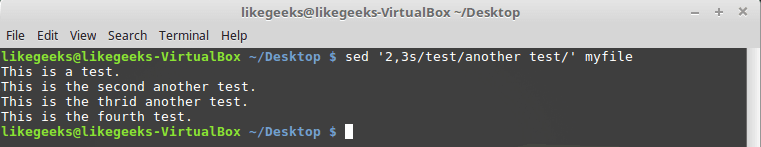 likegeeks@likegeeks-VirtualBox ~/Desktop
File Edit View Search Terminal Help
likegeeks@likegeeks-VirtualBox ~/Desktop $ sed '2,3s/test/another test/' myfile
This is a test.
This is the second another test.
This is the thrid another test.
This is the fourth test.
likegeeks@likegeeks-VirtualBox ~/Desktop $